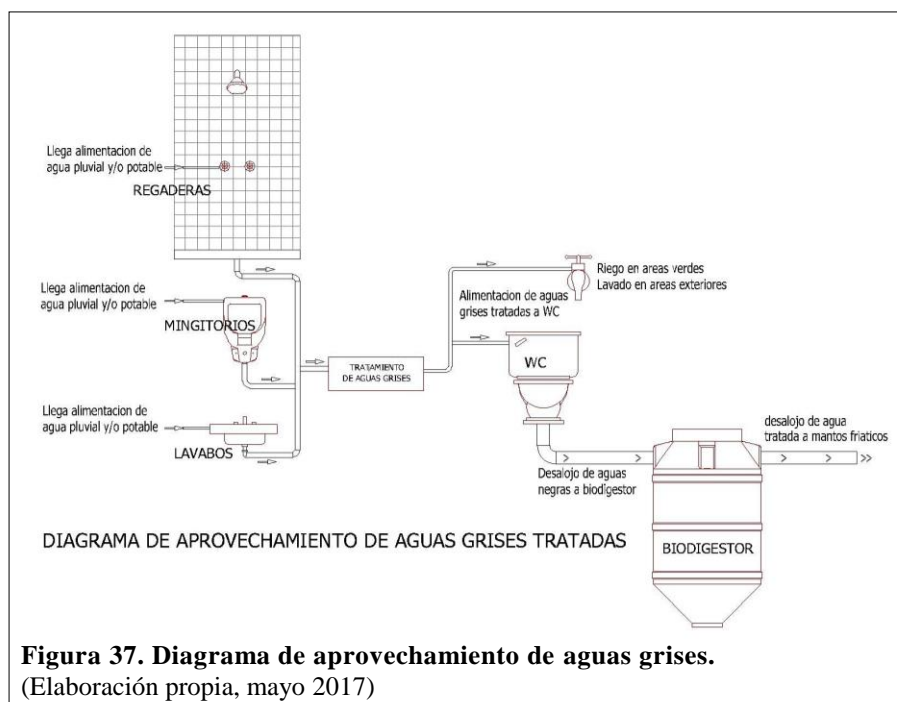 Llega alimentacion de
agua pluvial y/o potable
REGADERAS
Llega alimentacion de
agua pluvial y/o potable
MINGITORIOS
Llega alimentacion de
agua pluvial y/o potable
LAVABOS
TRATAMIENTO
DE AGUAS GRISES
Riego en areas verdes
Lavado en areas exteriores
Alimentacion de aguas
grises tratadas a WC
WC
Desalojo de aguas
negras a biodigestor
desalojo de agua
tratada a mantos friaticos
BIODIGESTOR
DIAGRAMA DE APROVECHAMIENTO DE AGUAS GRISES TRATADAS
Figura 37. Diagrama de aprovechamiento de aguas grises.
(Elaboración propia, mayo 2017)